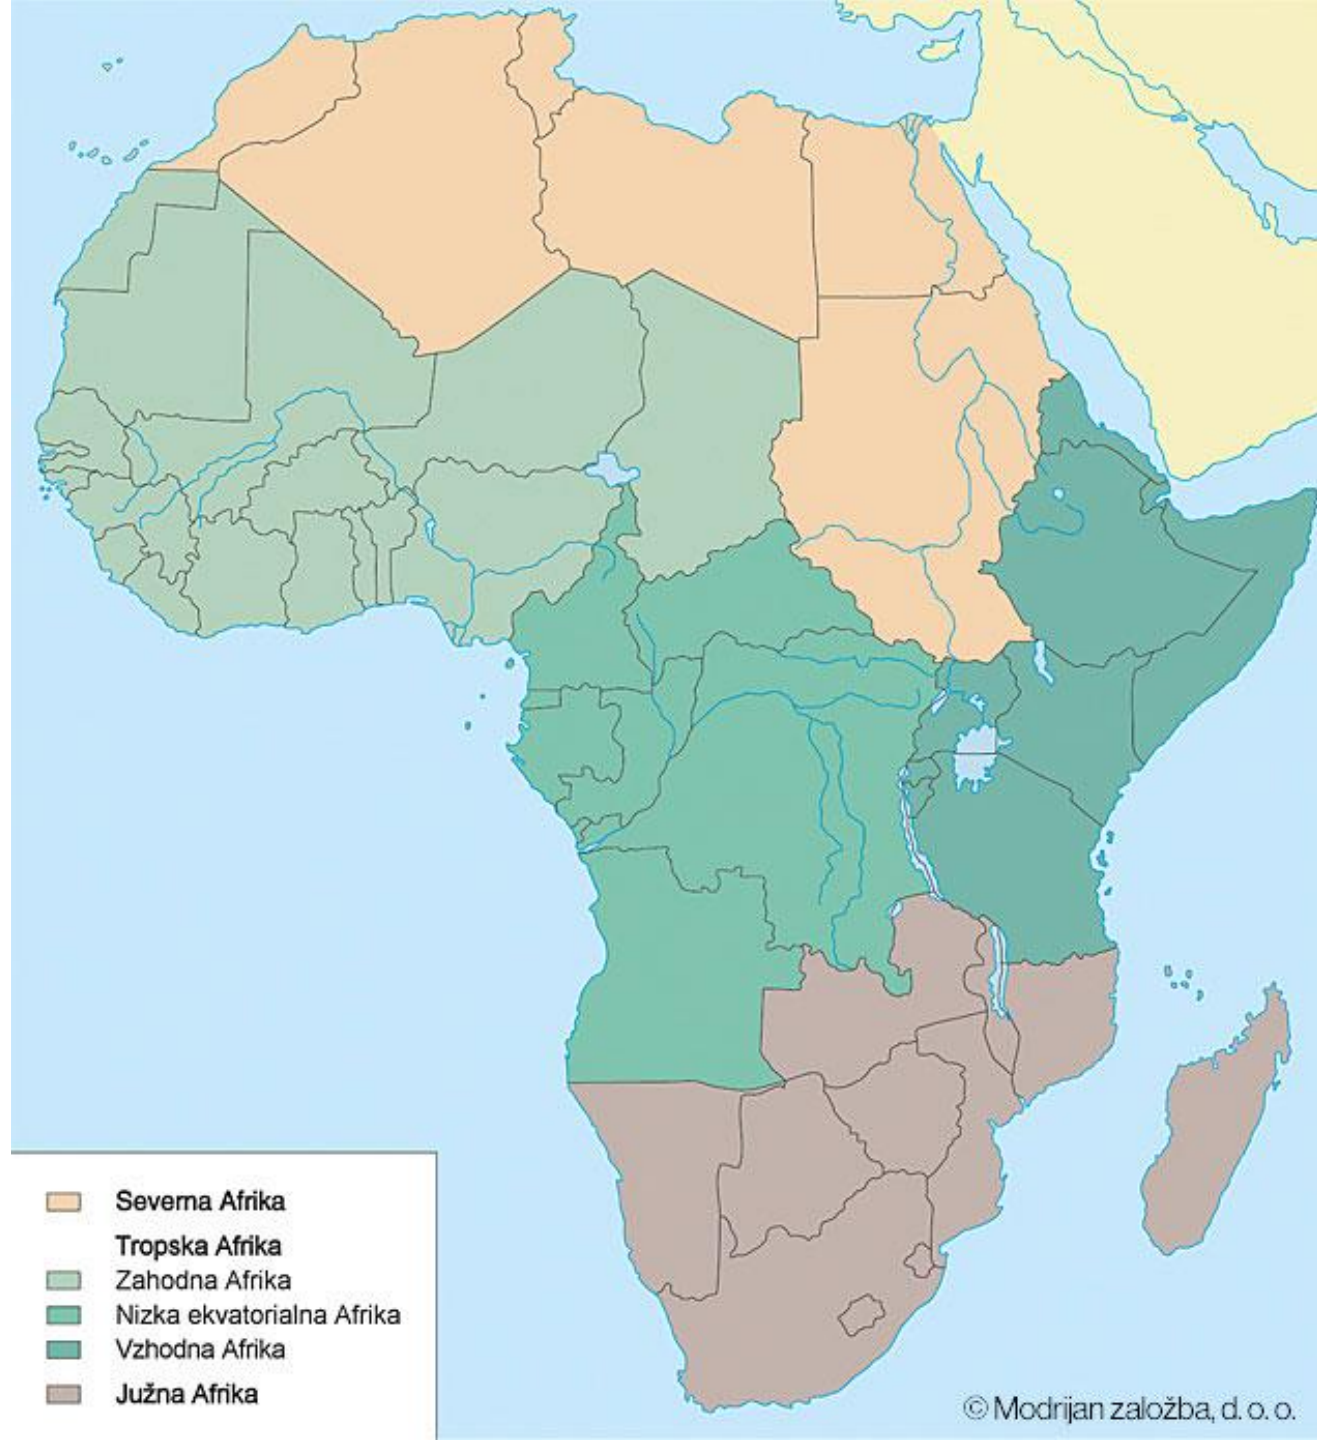 Severna Afrika
Tropska Afrika
Zahodna Afrika
Nizka ekvatorialna Afrika
Vzhodna Afrika
Južna Afrika
© Modrijan založba, d. o. o.